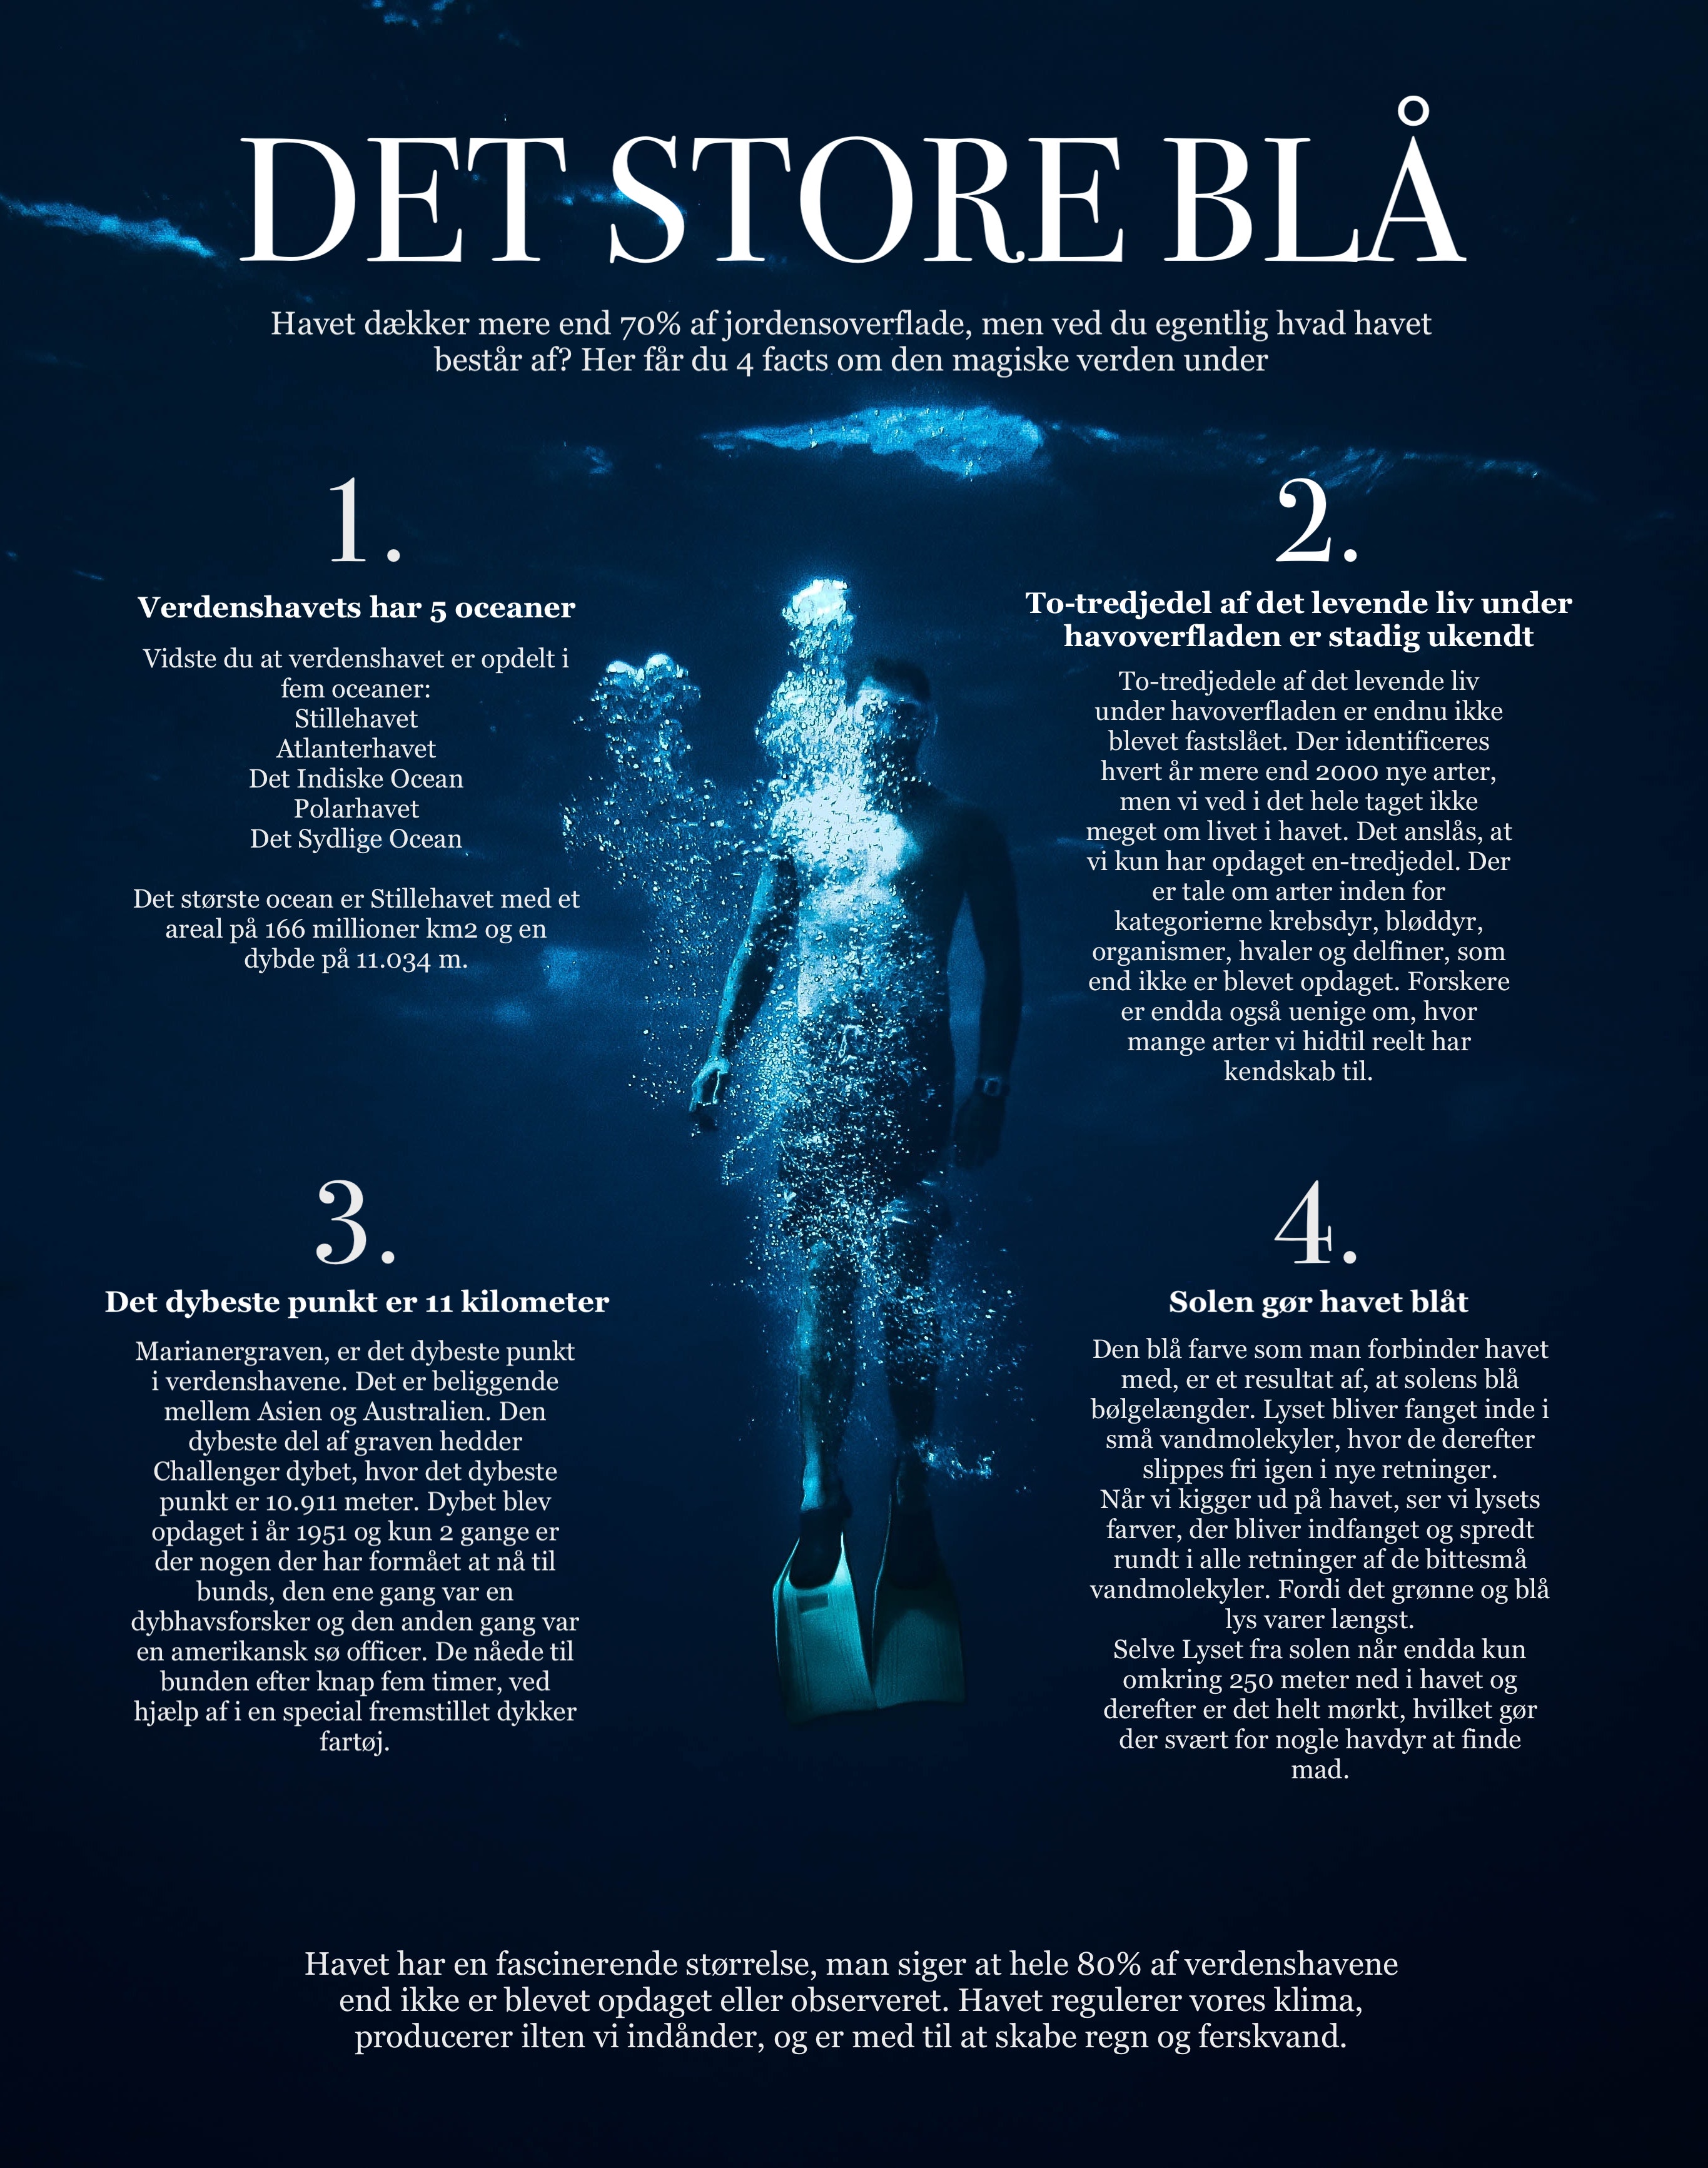 DET STORE BLÅ
Havet dækker mere end 70% af jordensoverflade, men ved du egentlig hvad havet
består af? Her får du 4 facts om den magiske verden under
1.
Verdenshavets har 5 oceaner
Vidste du at verdenshavet er opdelt i
fem oceaner:
Stillehavet
Atlanterhavet
Det Indiske Ocean
Polarhavet
Det Sydlige Ocean
Det største ocean er Stillehavet med et
areal på 166 millioner km2 og en
dybde på 11.034 m.
2.
To-tredjedel af det levende liv under
havoverfladen er stadig ukendt
To-tredjedele af det levende liv
under havoverfladen er endnu ikke
blevet fastslået. Der identificeres
hvert år mere end 2000 nye arter,
men vi ved i det hele taget ikke
meget om livet i havet. Det anslås, at
vi kun har opdaget en-tredjedel. Der
er tale om arter inden for
kategorierne krebsdyr, bløddyr,
organismer, hvaler og delfiner, som
end ikke er blevet opdaget. Forskere
er endda også uenige om, hvor
mange arter vi hidtil reelt har
kendskab til.
3.
Det dybeste punkt er 11 kilometer
Marianergraven, er det dybeste punkt
i verdenshavene. Det er beliggende
mellem Asien og Australien. Den
dybeste del af graven hedder
Challenger dybet, hvor det dybeste
punkt er 10.911 meter. Dybet blev
opdaget i år 1951 og kun 2 gange er
der nogen der har formået at nå til
bunds, den ene gang var en
dybhavsforsker og den anden gang var
en amerikansk sø officer. De nåede til
bunden efter knap fem timer, ved
hjælp af i en special fremstillet dykker
fartøj.
4.
Solen gør havet blåt
Den blå farve som man forbinder havet
med, er et resultat af, at solens blå
bølgelængder. Lyset bliver fanget inde i
små vandmolekyler, hvor de derefter
slippes fri igen i nye retninger.
Når vi kigger ud på havet, ser vi lysets
farver, der bliver indfanget og spredt
rundt i alle retninger af de bittesmå
vandmolekyler. Fordi det grønne og blå
lys varer længst.
Selve Lyset fra solen når endda kun
omkring 250 meter ned i havet og
derefter er det helt mørkt, hvilket gør
der svært for nogle havdyr at finde
mad.
Havet har en fascinerende størrelse, man siger at hele 80% af verdenshavene
end ikke er blevet opdaget eller observeret. Havet regulerer vores klima,
producerer ilten vi indånder, og er med til at skabe regn og ferskvand.